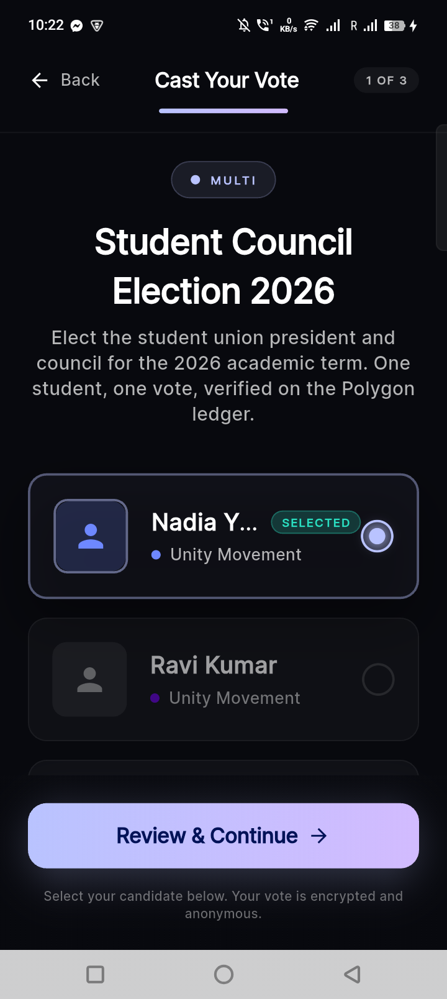 10:22
0 KB/s
R
38
Back
Cast Your Vote
1 OF 3
MULTI
Student Council
Election 2026
Elect the student union president and
council for the 2026 academic term. One
student, one vote, verified on the Polygon
ledger.
Nadia Y...
SELECTED
Unity Movement
Ravi Kumar
Unity Movement
Review & Continue
Select your candidate below. Your vote is encrypted and
anonymous.